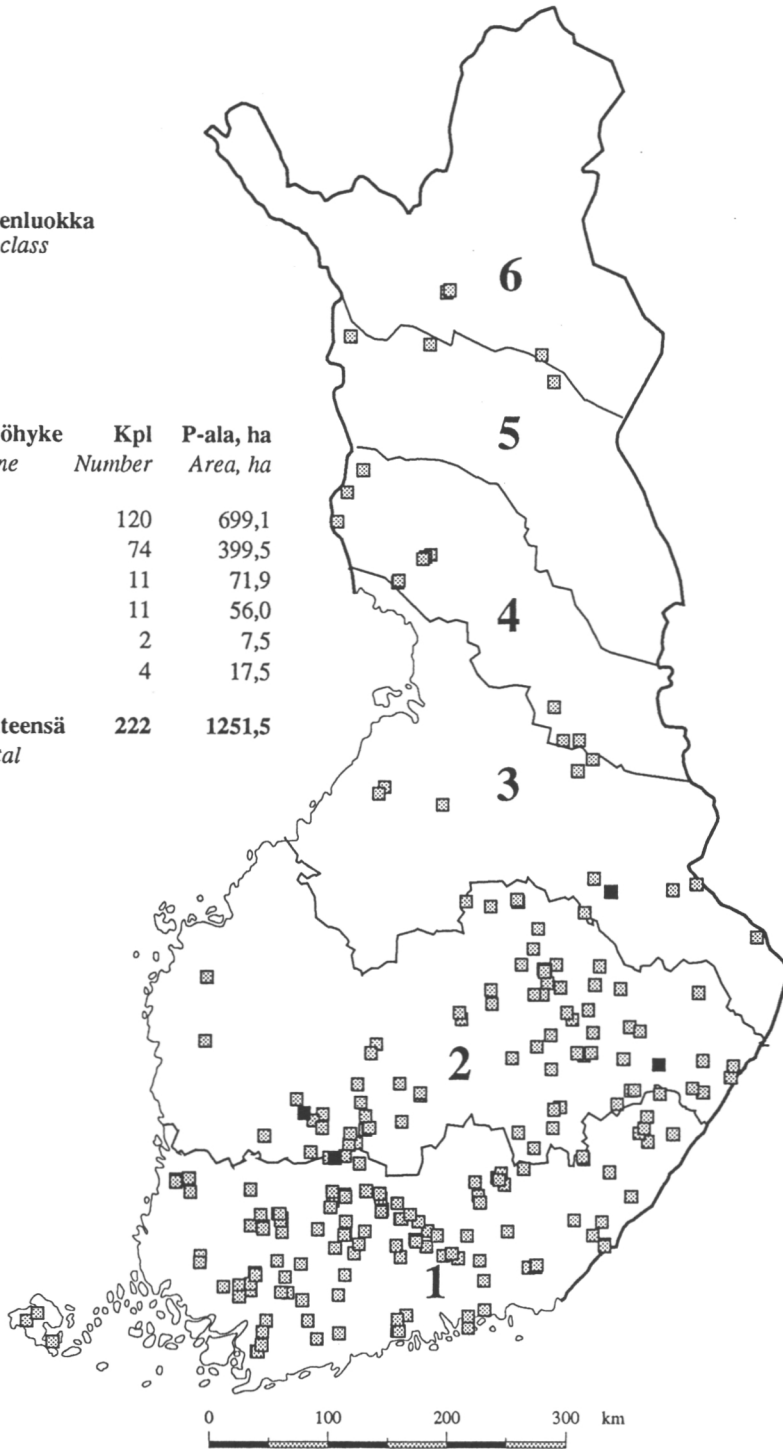 enluokka
class
6
5
öhyke Kpl P-ala, ha
ne Number Area, ha
120 699,1
74 399,5
11 71,9
11 56,0
2 7,5
4 17,5
teensä 222 1251,5
tal
4
3
2
1
0 100 200 300 km